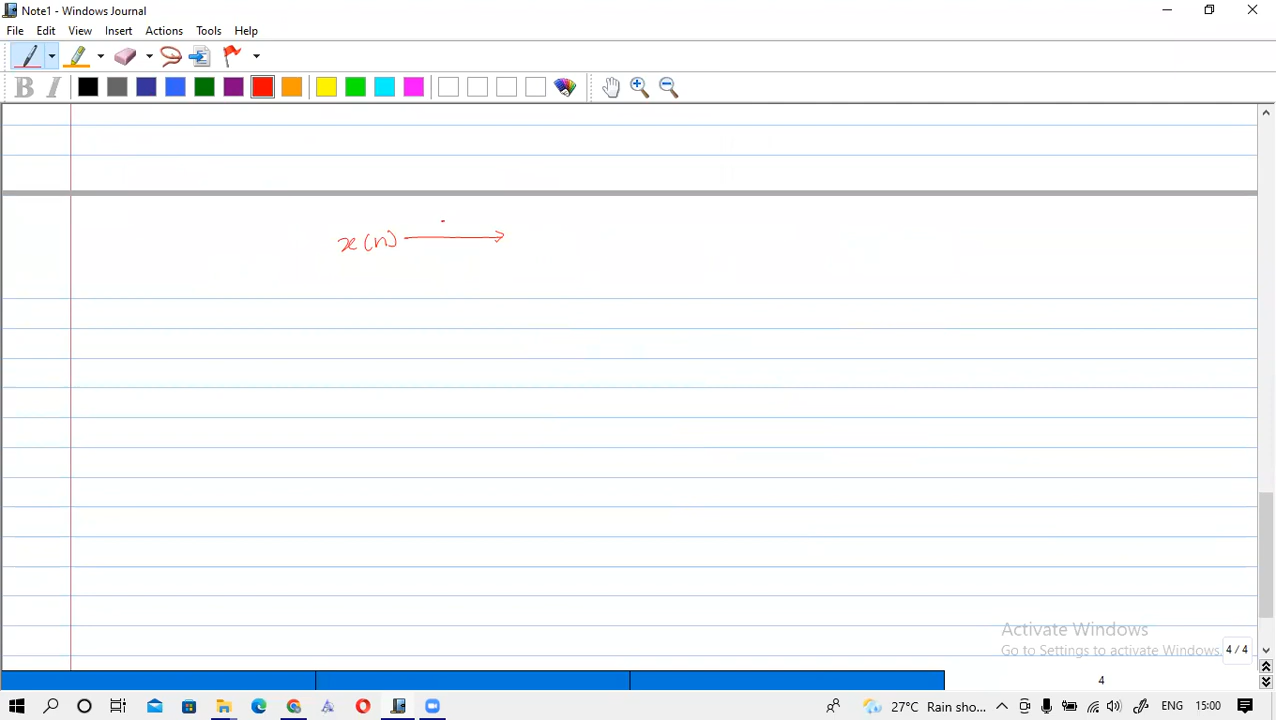 Note1 - Windows Journal
File Edit View Insert Actions Tools Help
B I
x(n)
Activate Windows
Go to Settings to activate Windows.
4/4
4
27°C Rain sho... ENG 15:00